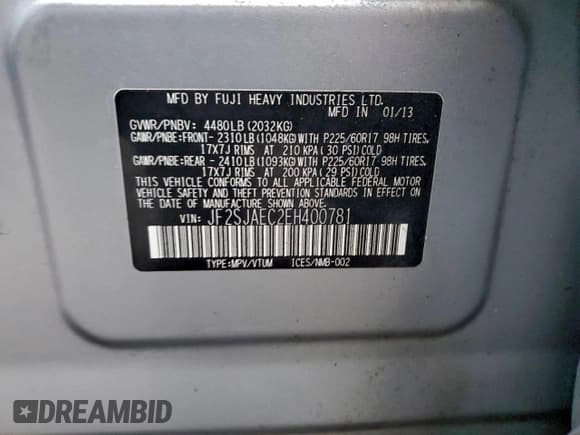 MFD BY FUJI HEAVY INDUSTRIES LTD.
MFD IN 01/13
GVWR/PNBV: 4480LB(2032KG)
GAWR/PNBE:FRONT- 2310LB(1048KG)WITH P225/60R17 98H TIRES,
17X7J RIMS AT 210 KPA(30 PSI)COLD
GAWR/PNBE:REAR - 2410LB(1093KG)WITH P225/60R17 98H TIRES,
17X7J RIMS AT 200 KPA(29 PSI)COLD
THIS VEHICLE CONFORMS TO ALL APPLICABLE FEDERAL MOTOR
VEHICLE SAFETY AND THEFT PREVENTION STANDARDS IN EFFECT ON
THE DATE OF MANUFACTURE SHOWN ABOVE.
VIN: JF2SJAEC2EH400781
TYPE:MPV/VTUM ICES/NMB-002
DREAMBID